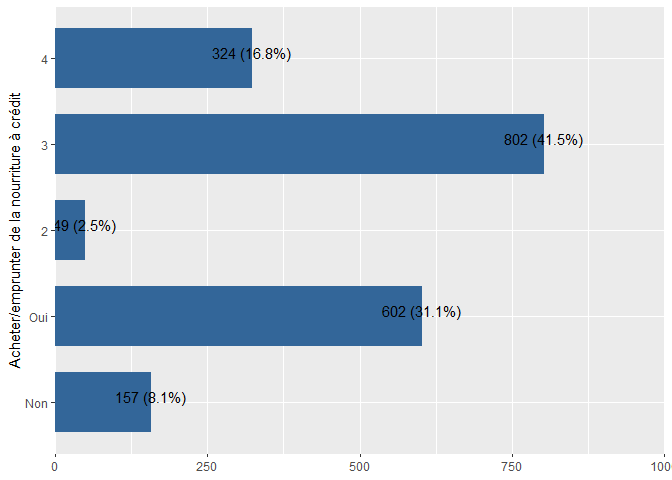 Acheter/emprunter de la nourriture à crédit
4
324 (16.8%)
3
802 (41.5%)
2
49 (2.5%)
Oui
602 (31.1%)
Non
157 (8.1%)
0 250 500 750 100